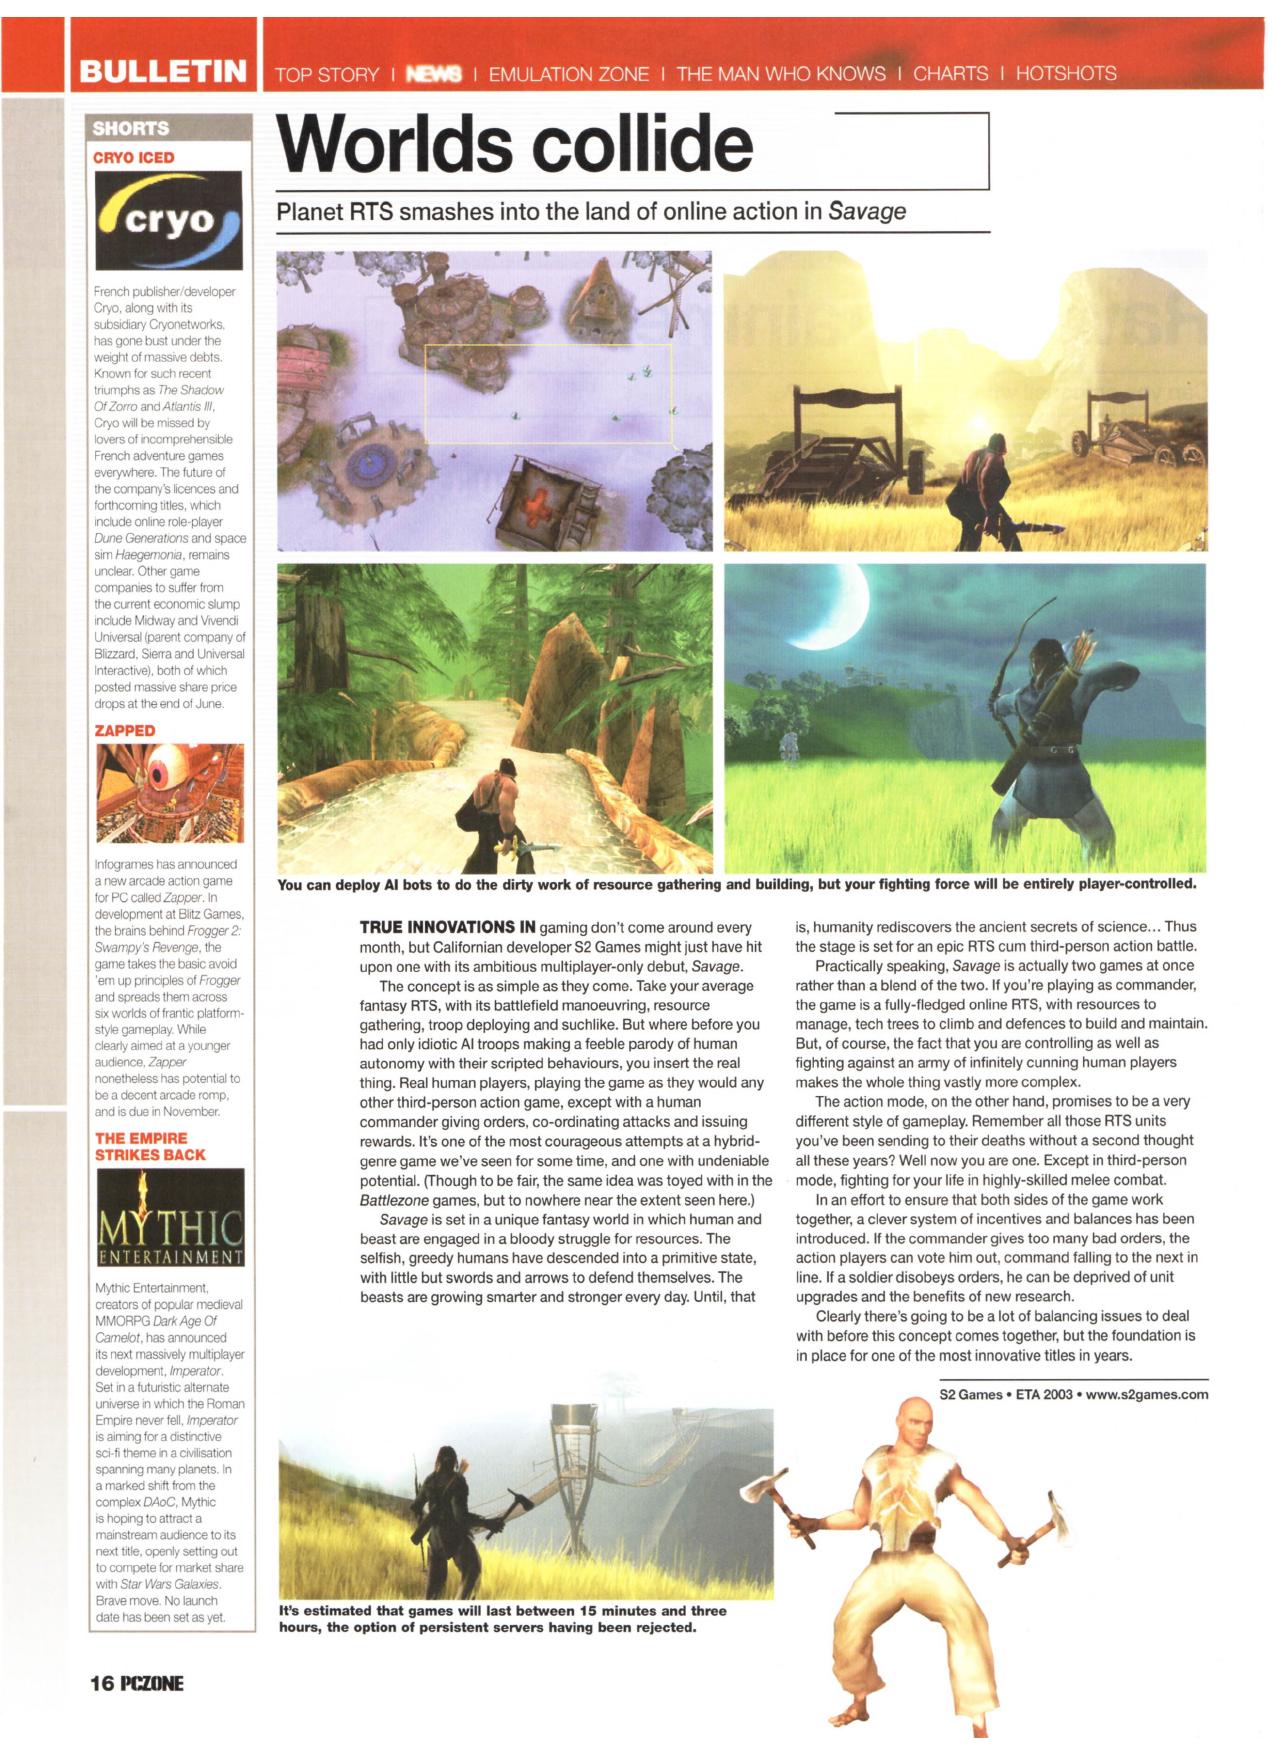 BULLETIN
TOP STORY | NEWS | EMULATION ZONE | THE MAN WHO KNOWS | CHARTS | HOTSHOTS
SHORTS
CRYO ICED
cryo
French publisher/developer
Cryo, along with its
subsidiary Cryonetworks,
has gone bust under the
weight of massive debts.
Known for such recent
triumphs as The Shadow
Of Zorro and Atlantis III,
Cryo will be missed by
lovers of incomprehensible
French adventure games
everywhere. The future of
the company's licences and
forthcoming titles, which
include online role-player
Dune Generations and space
sim Haegemonia, remains
unclear. Other game
companies to suffer from
the current economic slump
include Midway and Vivendi
Universal (parent company of
Blizzard, Sierra and Universal
Interactive), both of which
posted massive share price
drops at the end of June.
ZAPPED
Infogrames has announced
a new arcade action game
for PC called Zapper. In
development at Blitz Games,
the brains behind Frogger 2:
Swampy's Revenge, the
game takes the basic avoid
'em up principles of Frogger
and spreads them across
six worlds of frantic platform-
style gameplay. While
clearly aimed at a younger
audience, Zapper
nonetheless has potential to
be a decent arcade romp,
and is due in November.
THE EMPIRE
STRIKES BACK
MYTHIC
ENTERTAINMENT
Mythic Entertainment,
creators of popular medieval
MMORPG Dark Age Of
Camelot, has announced
its next massively multiplayer
development, Imperator.
Set in a futuristic alternate
universe in which the Roman
Empire never fell, Imperator
is aiming for a distinctive
sci-fi theme in a civilisation
spanning many planets. In
a marked shift from the
complex DAoC, Mythic
is hoping to attract a
mainstream audience to its
next title, openly setting out
to compete for market share
with Star Wars Galaxies.
Brave move. No launch
date has been set as yet.
Worlds collide
Planet RTS smashes into the land of online action in Savage
You can deploy AI bots to do the dirty work of resource gathering and building, but your fighting force will be entirely player-controlled.
TRUE INNOVATIONS IN gaming don't come around every
month, but Californian developer S2 Games might just have hit
upon one with its ambitious multiplayer-only debut, Savage.
The concept is as simple as they come. Take your average
fantasy RTS, with its battlefield manoeuvring, resource
gathering, troop deploying and suchlike. But where before you
had only idiotic AI troops making a feeble parody of human
autonomy with their scripted behaviours, you insert the real
thing. Real human players, playing the game as they would any
other third-person action game, except with a human
commander giving orders, co-ordinating attacks and issuing
rewards. It's one of the most courageous attempts at a hybrid-
genre game we've seen for some time, and one with undeniable
potential. (Though to be fair, the same idea was toyed with in the
Battlezone games, but to nowhere near the extent seen here.)
Savage is set in a unique fantasy world in which human and
beast are engaged in a bloody struggle for resources. The
selfish, greedy humans have descended into a primitive state,
with little but swords and arrows to defend themselves. The
beasts are growing smarter and stronger every day. Until, that
is, humanity rediscovers the ancient secrets of science... Thus
the stage is set for an epic RTS cum third-person action battle.
Practically speaking, Savage is actually two games at once
rather than a blend of the two. If you're playing as commander,
the game is a fully-fledged online RTS, with resources to
manage, tech trees to climb and defences to build and maintain.
But, of course, the fact that you are controlling as well as
fighting against an army of infinitely cunning human players
makes the whole thing vastly more complex.
The action mode, on the other hand, promises to be a very
different style of gameplay. Remember all those RTS units
you've been sending to their deaths without a second thought
all these years? Well now you are one. Except in third-person
mode, fighting for your life in highly-skilled melee combat.
In an effort to ensure that both sides of the game work
together, a clever system of incentives and balances has been
introduced. If the commander gives too many bad orders, the
action players can vote him out, command falling to the next in
line. If a soldier disobeys orders, he can be deprived of unit
upgrades and the benefits of new research.
Clearly there's going to be a lot of balancing issues to deal
with before this concept comes together, but the foundation is
in place for one of the most innovative titles in years.
S2 Games • ETA 2003 • www.s2games.com
It's estimated that games will last between 15 minutes and three
hours, the option of persistent servers having been rejected.
16 PCZONE